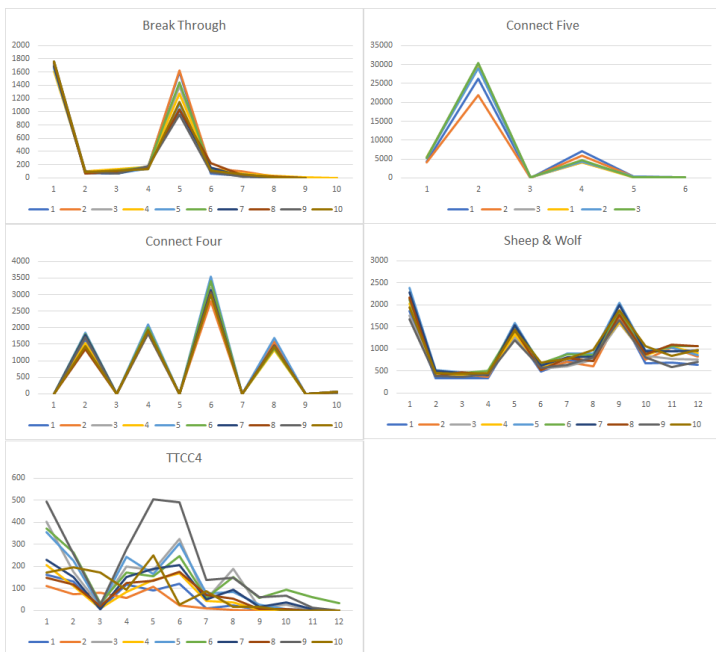 Break Through
2000
1800
1600
1400
1200
1000
800
600
400
200
0
1 2 3 4 5 6 7 8 9 10
1 2 3 4 5 6 7 8 9 10
Connect Five
35000
30000
25000
20000
15000
10000
5000
0
1 2 3 4 5 6
1 2 3 1 2 3
Connect Four
4000
3500
3000
2500
2000
1500
1000
500
0
1 2 3 4 5 6 7 8 9 10
1 2 3 4 5 6 7 8 9 10
Sheep & Wolf
3000
2500
2000
1500
1000
500
0
1 2 3 4 5 6 7 8 9 10 11 12
1 2 3 4 5 6 7 8 9 10
TTCC4
600
500
400
300
200
100
0
1 2 3 4 5 6 7 8 9 10 11 12
1 2 3 4 5 6 7 8 9 10